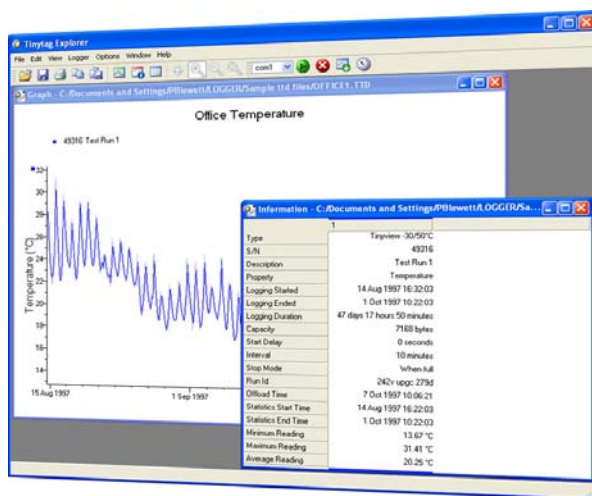 Tinytag Explorer
File Edit View Logger Options Window Help
com1
Graph - C:/Documents and Settings/PBlewett/LOGGER/Sample ttd files/OFFICE1.TTD
Office Temperature
49316 Test Run 1
Temperature (°C)
32
30
28
26
24
22
20
18
16
14
15 Aug 1997
1 Sep 1997
Information - C:/Documents and Settings/PBlewett/LOGGER/Sa...
1
Type Tinyview -30/50°C
S/N 49316
Description Test Run 1
Property Temperature
Logging Started 14 Aug 1997 16:32:03
Logging Ended 1 Oct 1997 10:22:03
Logging Duration 47 days 17 hours 50 minutes
Capacity 7168 bytes
Start Delay 0 seconds
Interval 10 minutes
Stop Mode When full
Run Id 242v upgc 279d
Offload Time 7 Oct 1997 10:06:21
Statistics Start Time 14 Aug 1997 16:22:03
Statistics End Time 1 Oct 1997 10:22:03
Minimum Reading 13.67 °C
Maximum Reading 31.41 °C
Average Reading 20.25 °C